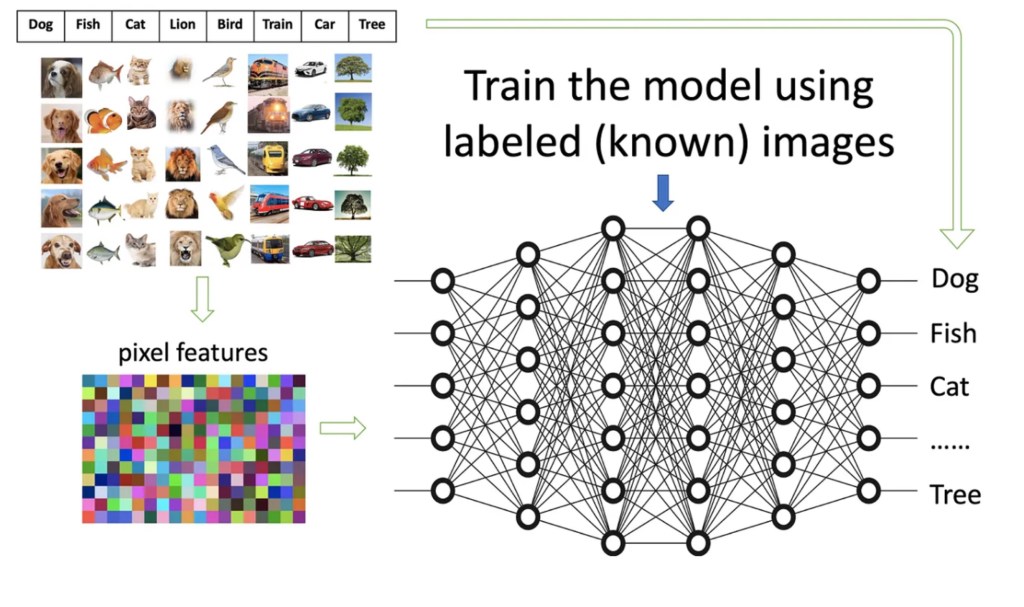 Dog Fish Cat Lion Bird Train Car Tree
Train the model using
labeled (known) images
pixel features
Dog
Fish
Cat
......
Tree